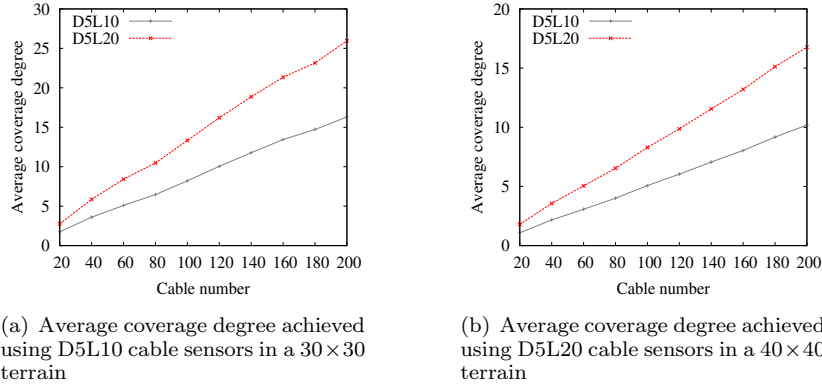 30
25
20
15
10
5
0
20 40 60 80 100 120 140 160 180 200
Average coverage degree
Cable number
D5L10
D5L20
(a) Average coverage degree achieved
using D5L10 cable sensors in a 30×30
terrain
20
15
10
5
0
20 40 60 80 100 120 140 160 180 200
Average coverage degree
Cable number
D5L10
D5L20
(b) Average coverage degree achieved
using D5L20 cable sensors in a 40×40
terrain